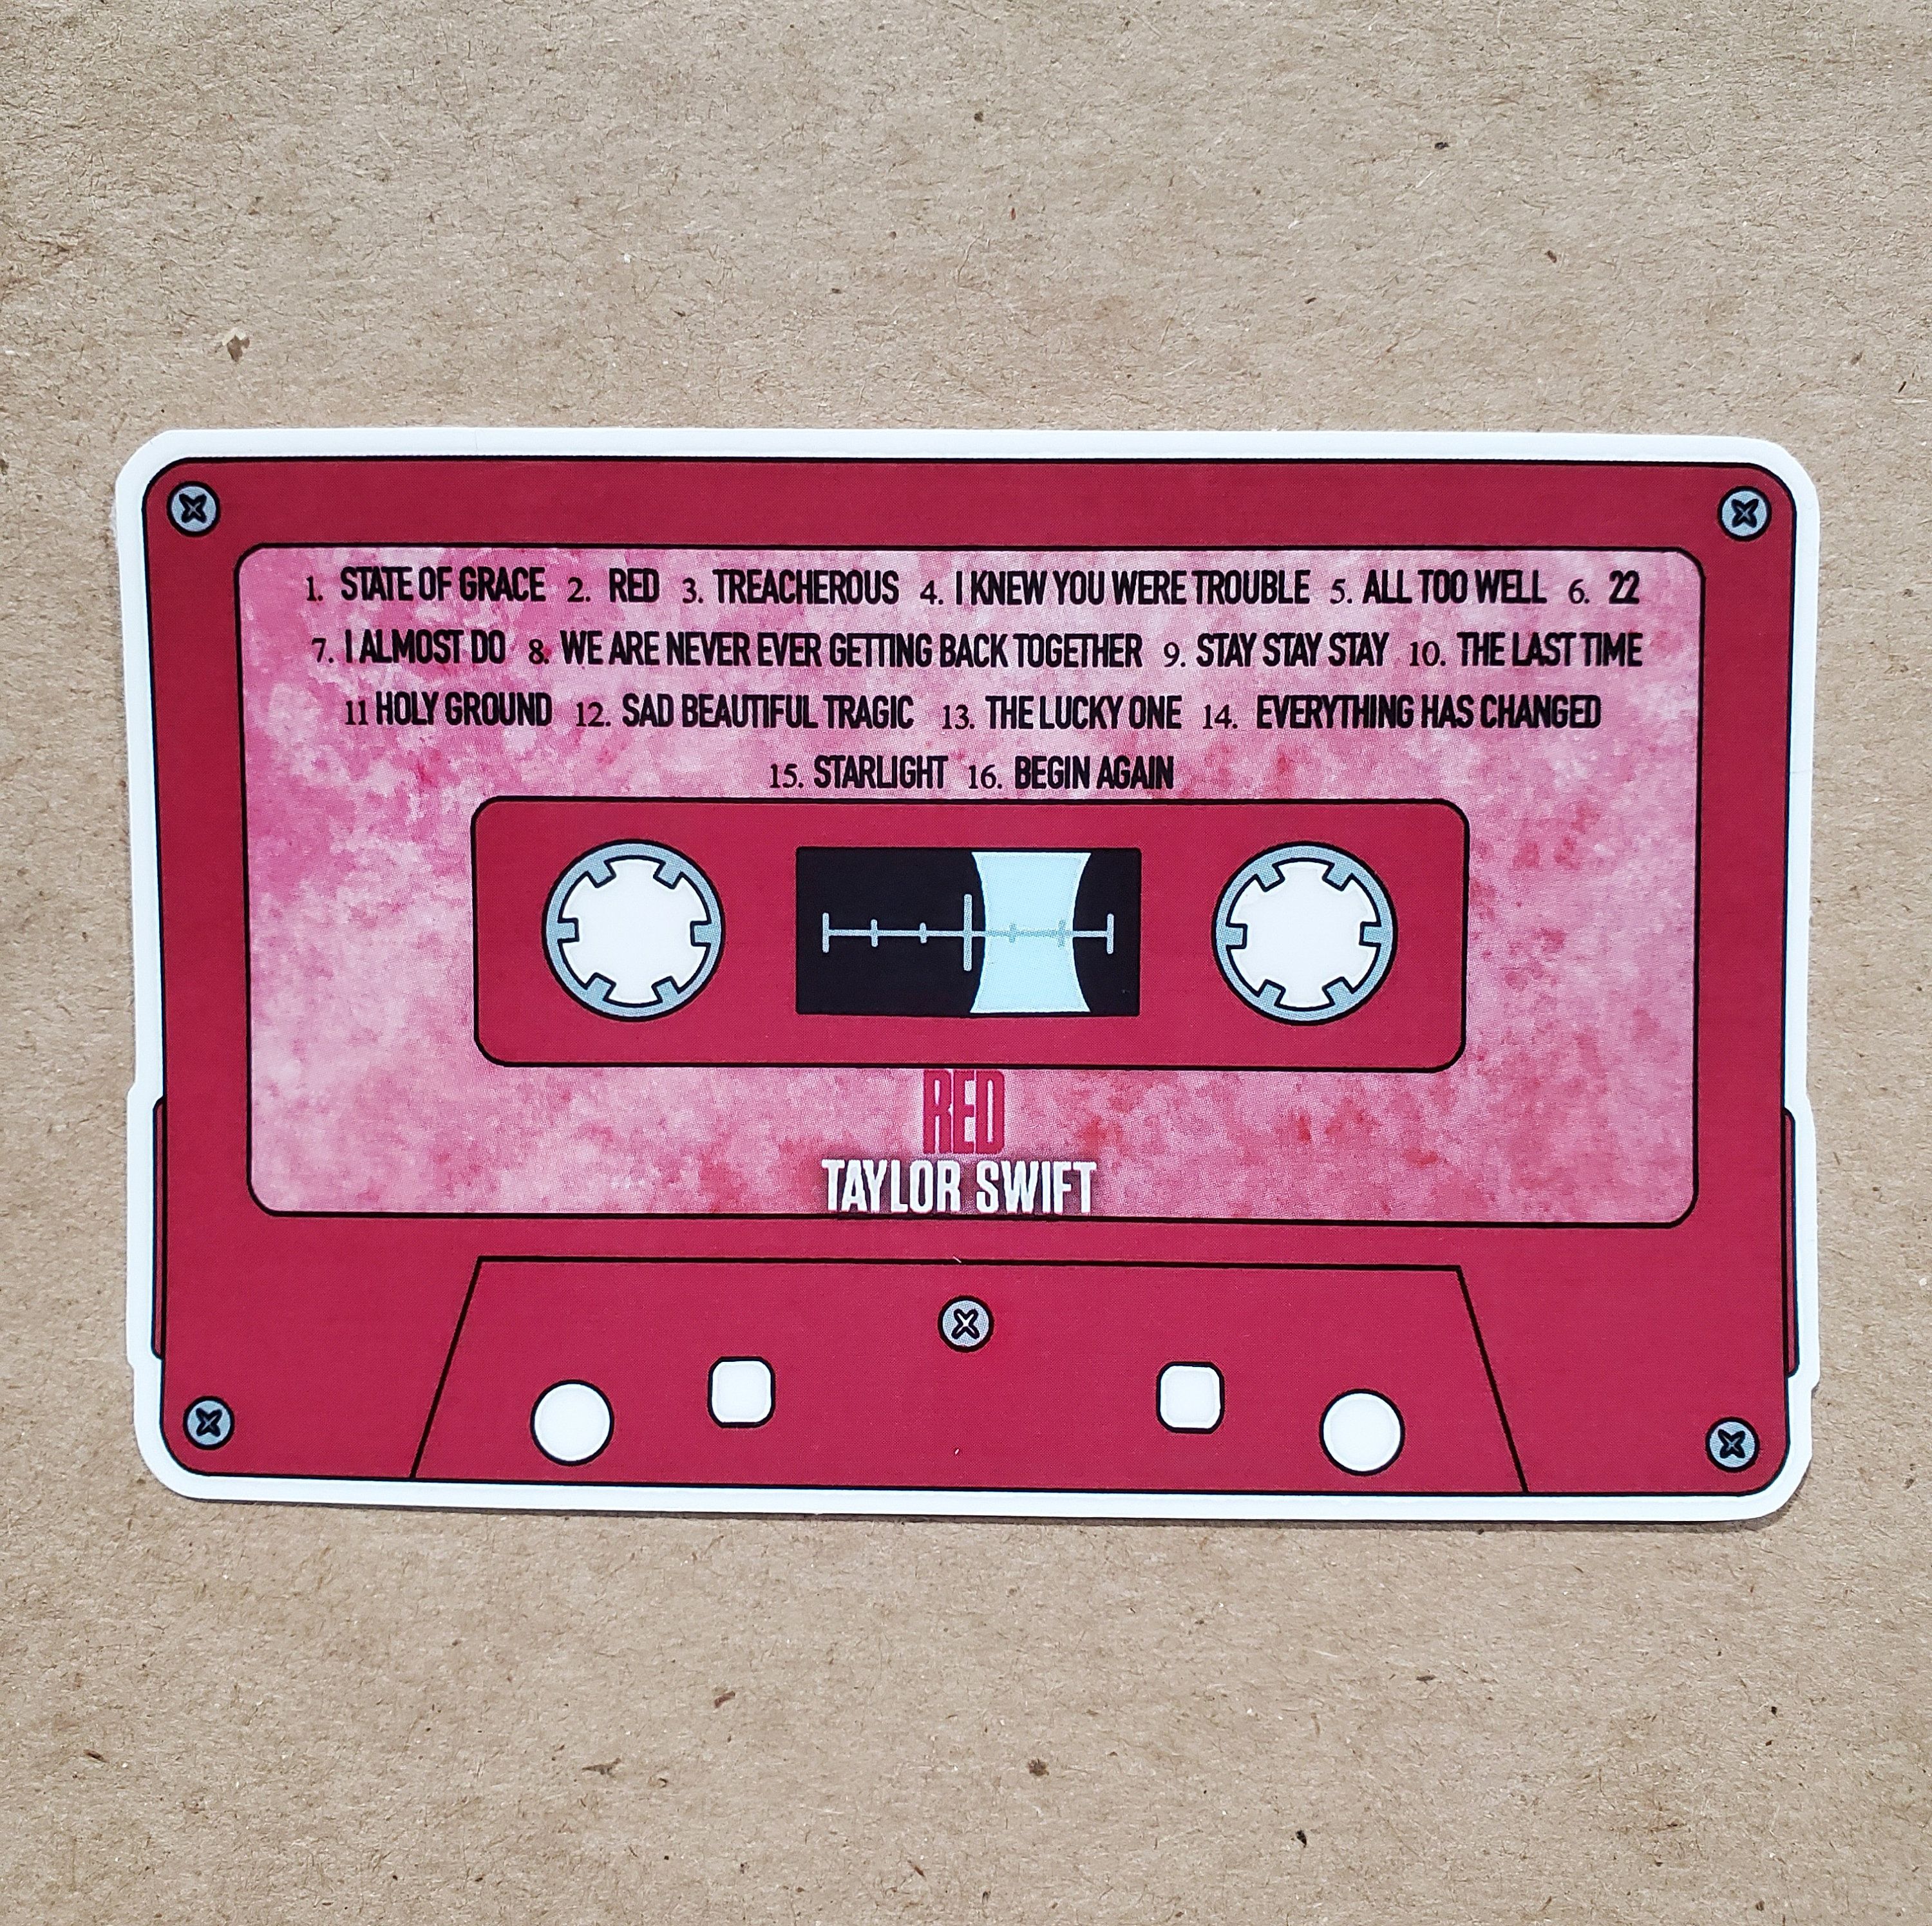 1. STATE OF GRACE 2. RED 3. TREACHEROUS 4. I KNEW YOU WERE TROUBLE 5. ALL TOO WELL 6. 22
7. I ALMOST DO 8. WE ARE NEVER EVER GETTING BACK TOGETHER 9. STAY STAY STAY 10. THE LAST TIME
11 HOLY GROUND 12. SAD BEAUTIFUL TRAGIC 13. THE LUCKY ONE 14. EVERYTHING HAS CHANGED
15. STARLIGHT 16. BEGIN AGAIN
RED
TAYLOR SWIFT